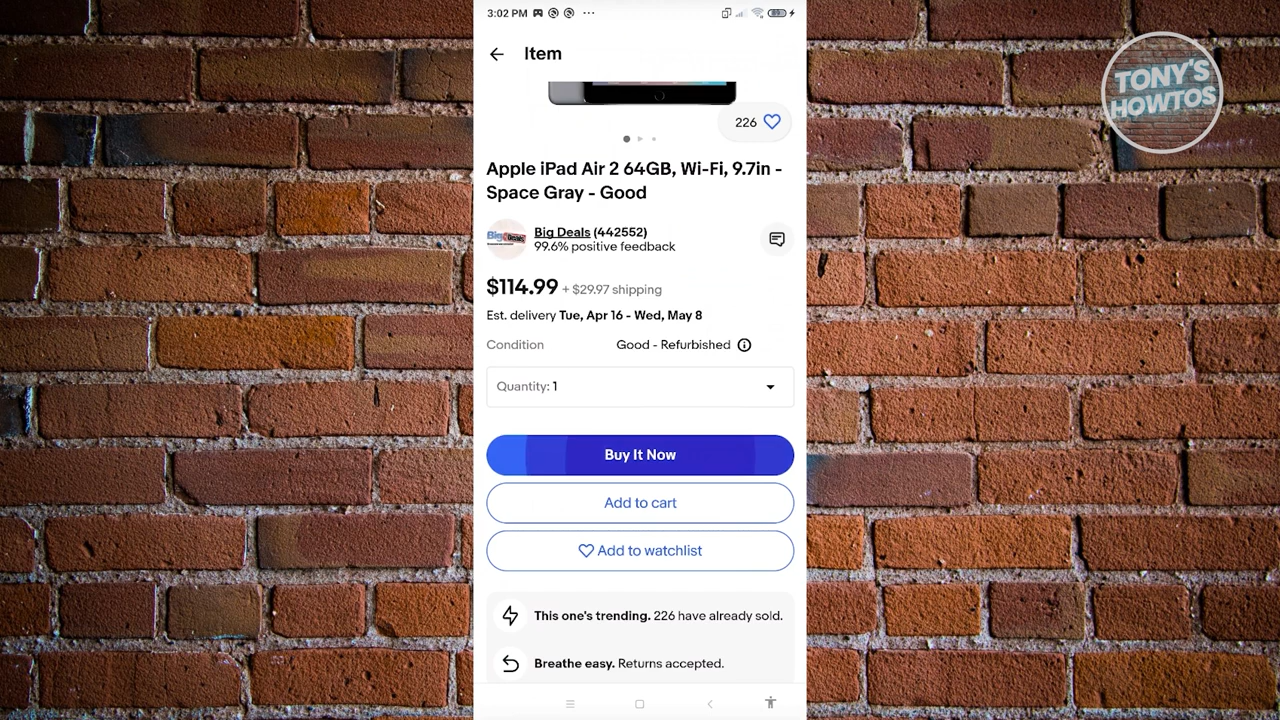 3:02 PM
89
TONY'S
HOWTOS
Item
226
Apple iPad Air 2 64GB, Wi-Fi, 9.7in -
Space Gray - Good
Big Deals
Big Deals (442552)
99.6% positive feedback
$114.99 + $29.97 shipping
Est. delivery Tue, Apr 16 - Wed, May 8
Condition Good - Refurbished
Quantity: 1
Buy It Now
Add to cart
Add to watchlist
This one's trending. 226 have already sold.
Breathe easy. Returns accepted.